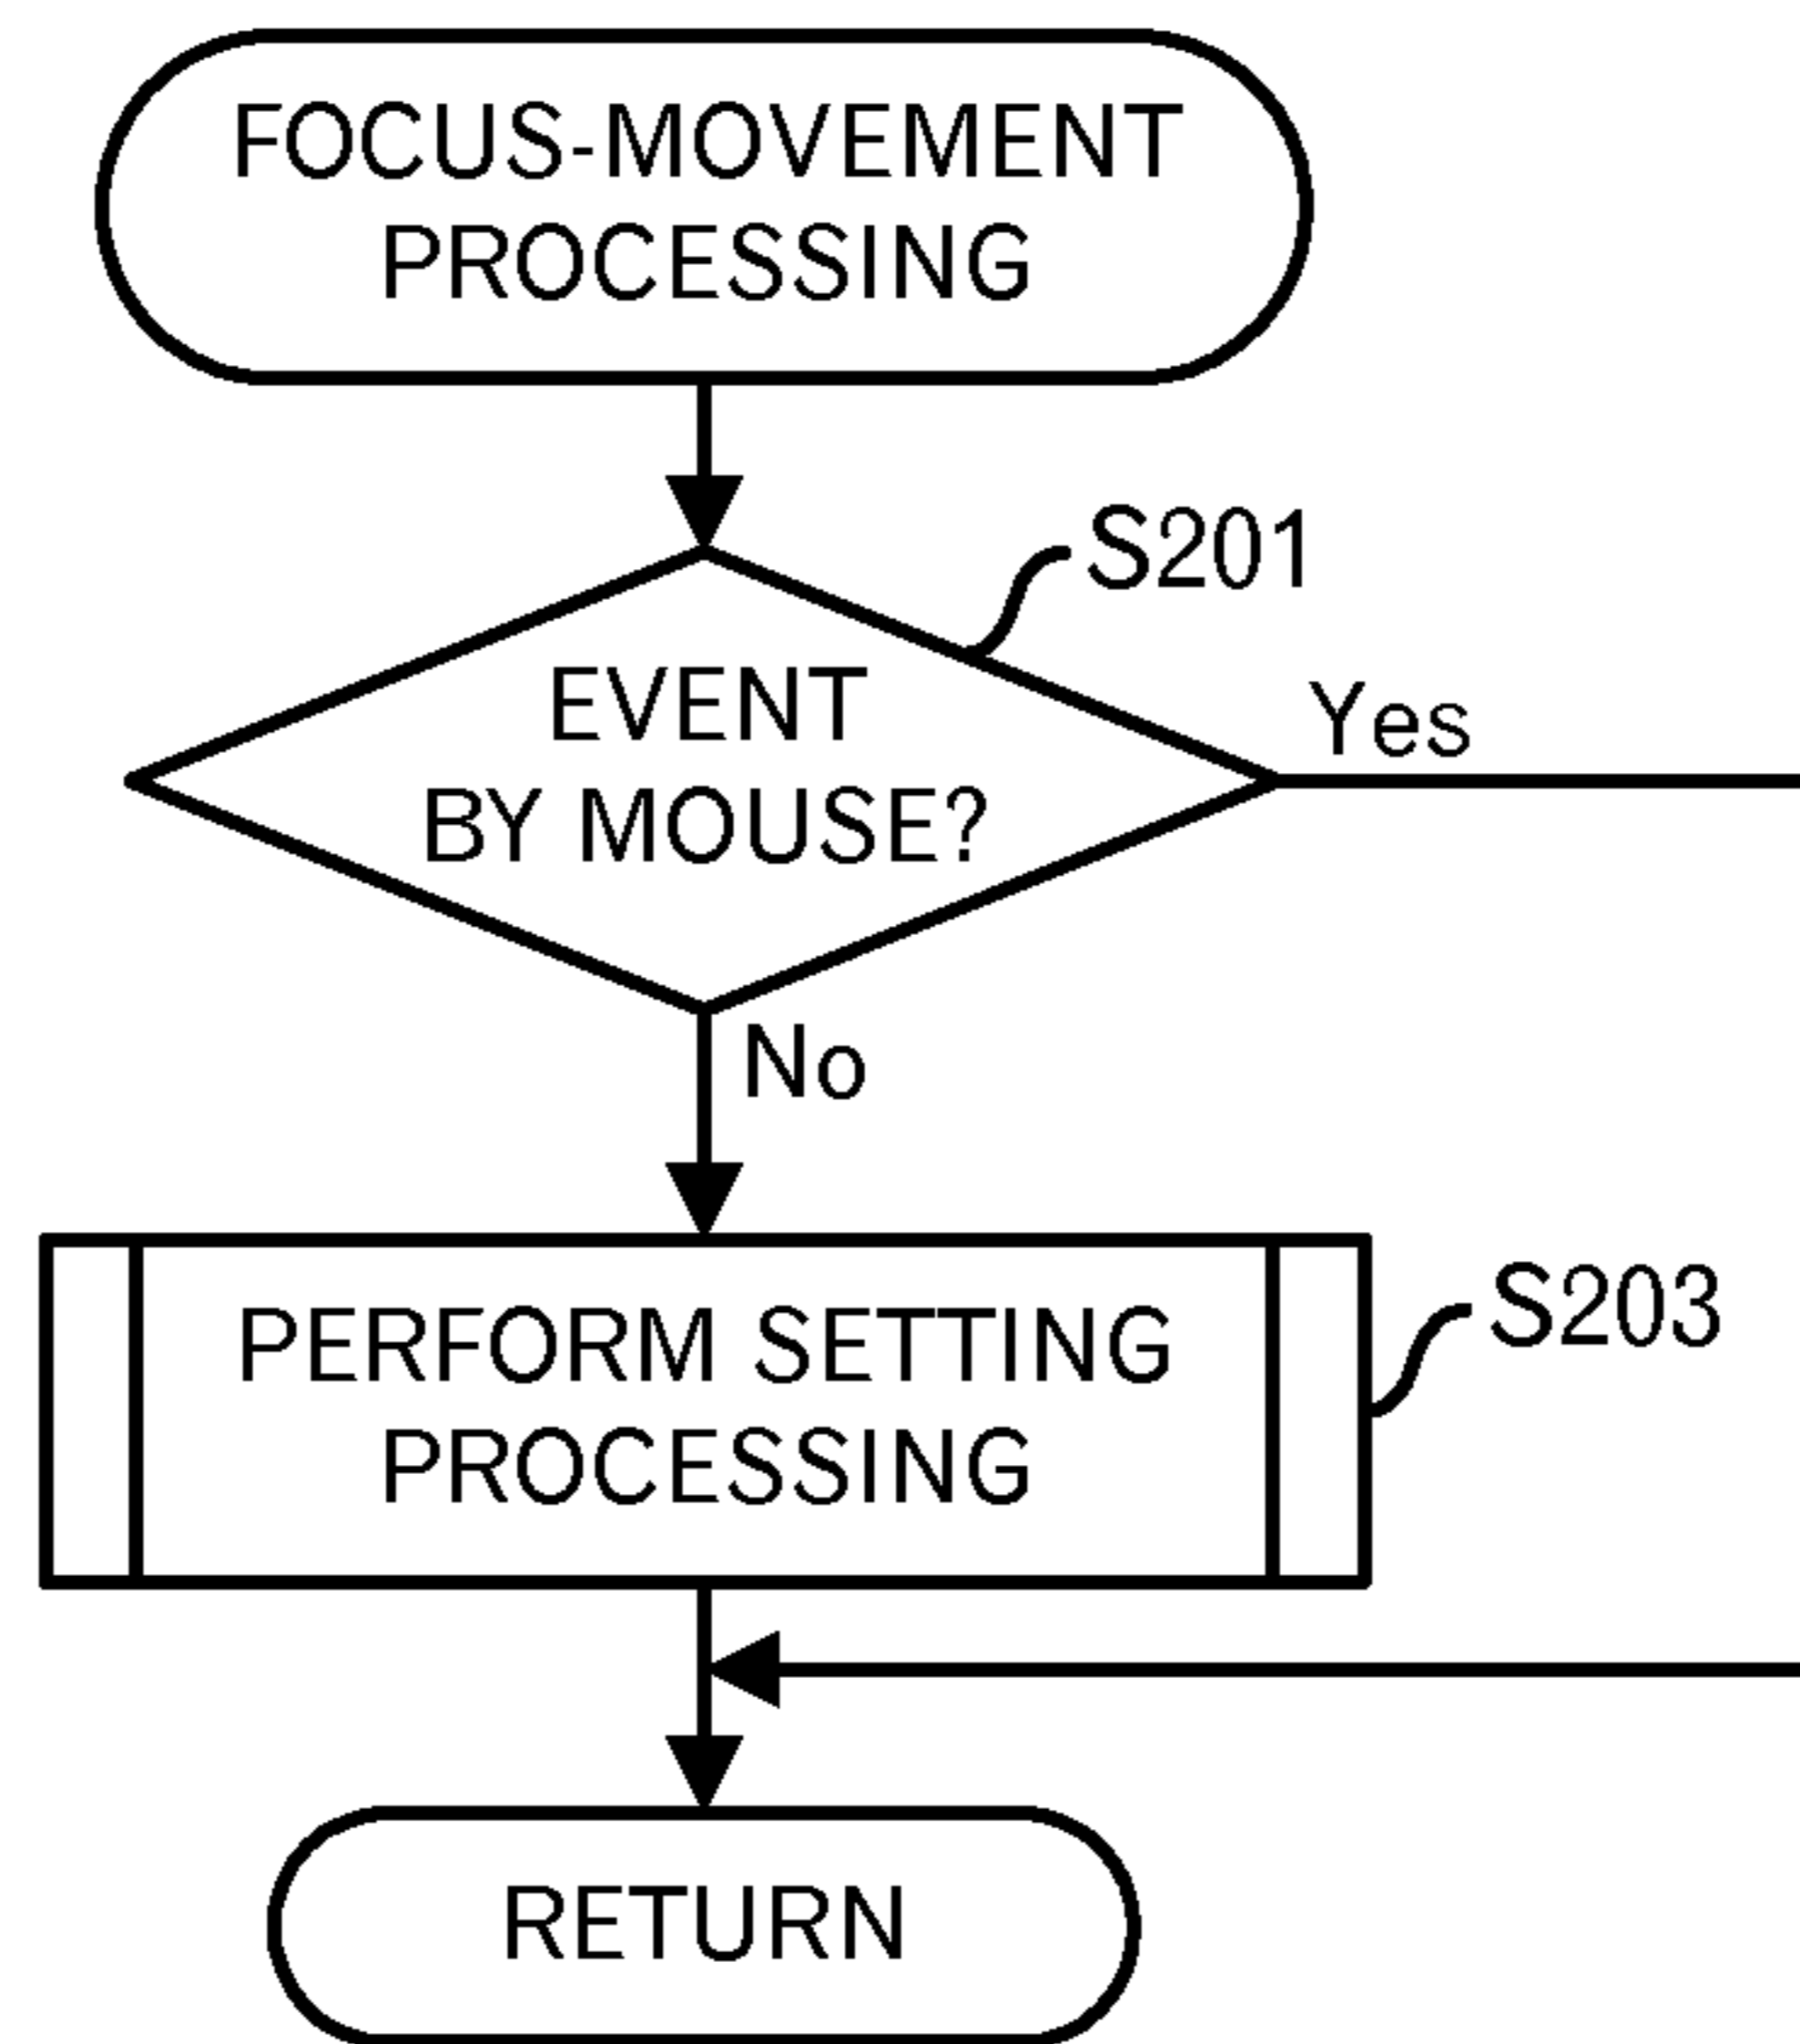 FOCUS-MOVEMENT
PROCESSING
S201
EVENT
BY MOUSE?
Yes
No
PERFORM SETTING
PROCESSING
S203
RETURN